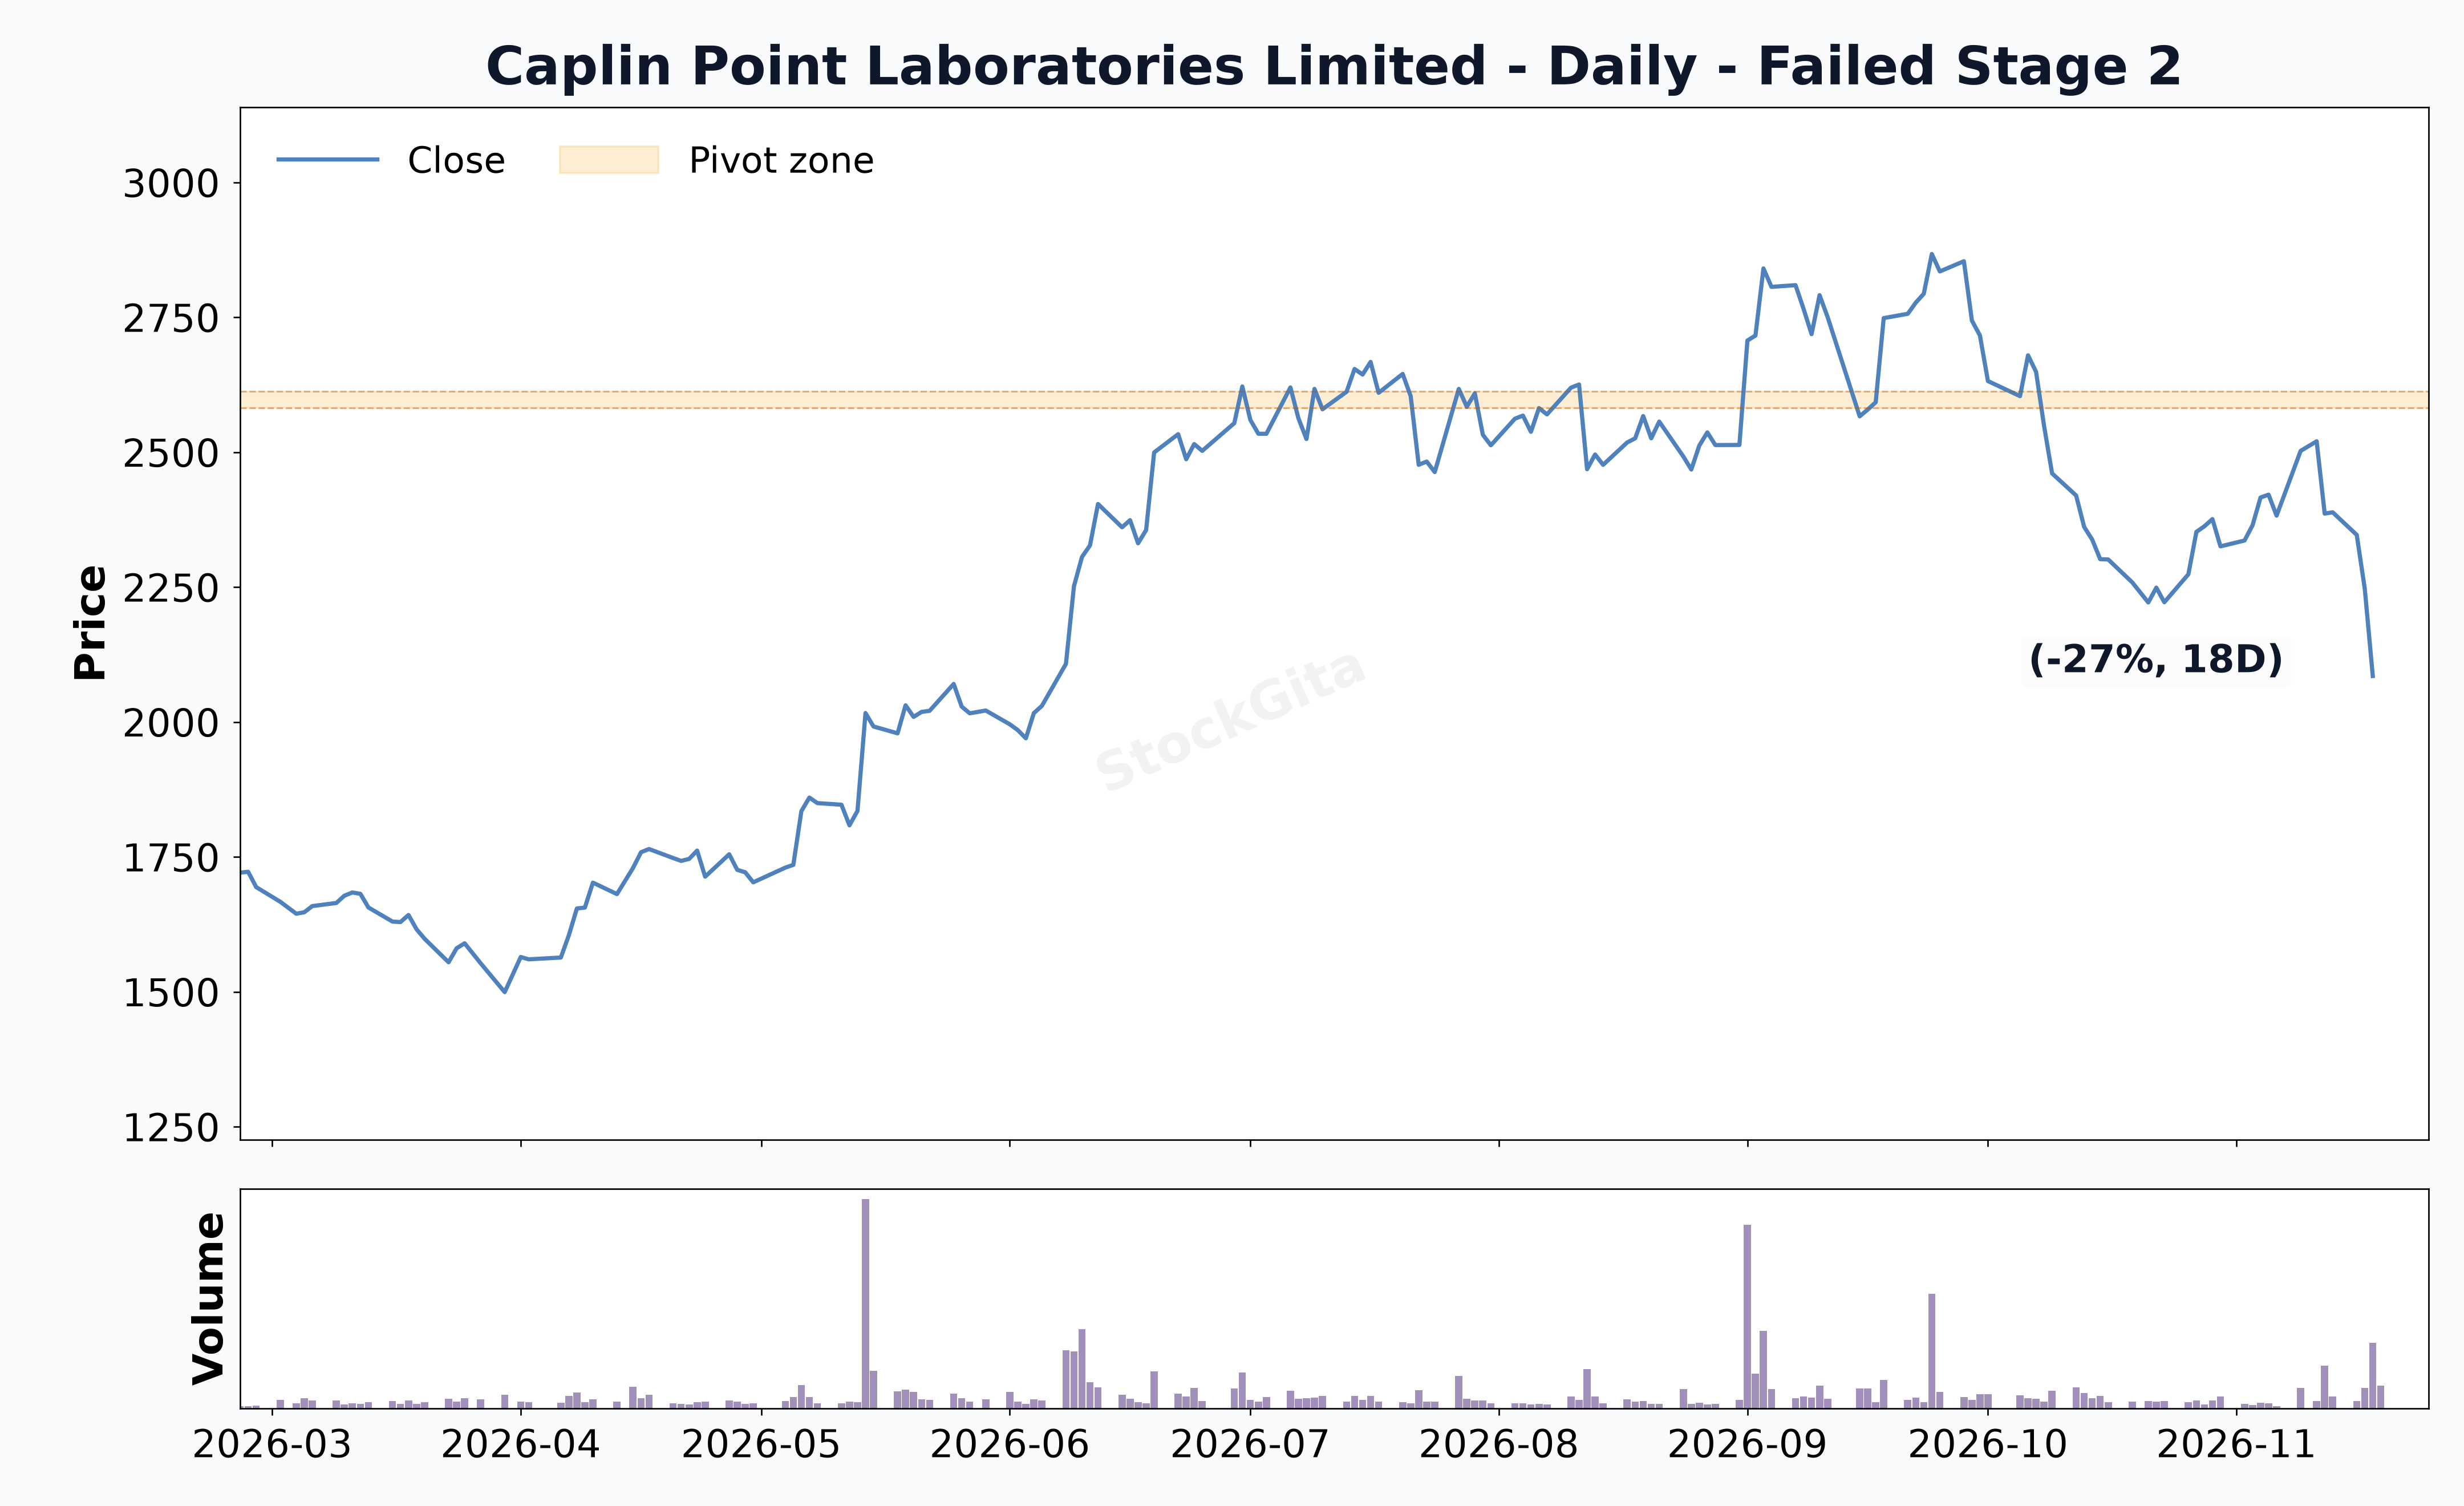 Caplin Point Laboratories Limited - Daily - Failed Stage 2
Close
Pivot zone
Price
3000
2750
2500
2250
2000
1750
1500
1250
(-27%, 18D)
StockGita
Volume
2026-03
2026-04
2026-05
2026-06
2026-07
2026-08
2026-09
2026-10
2026-11